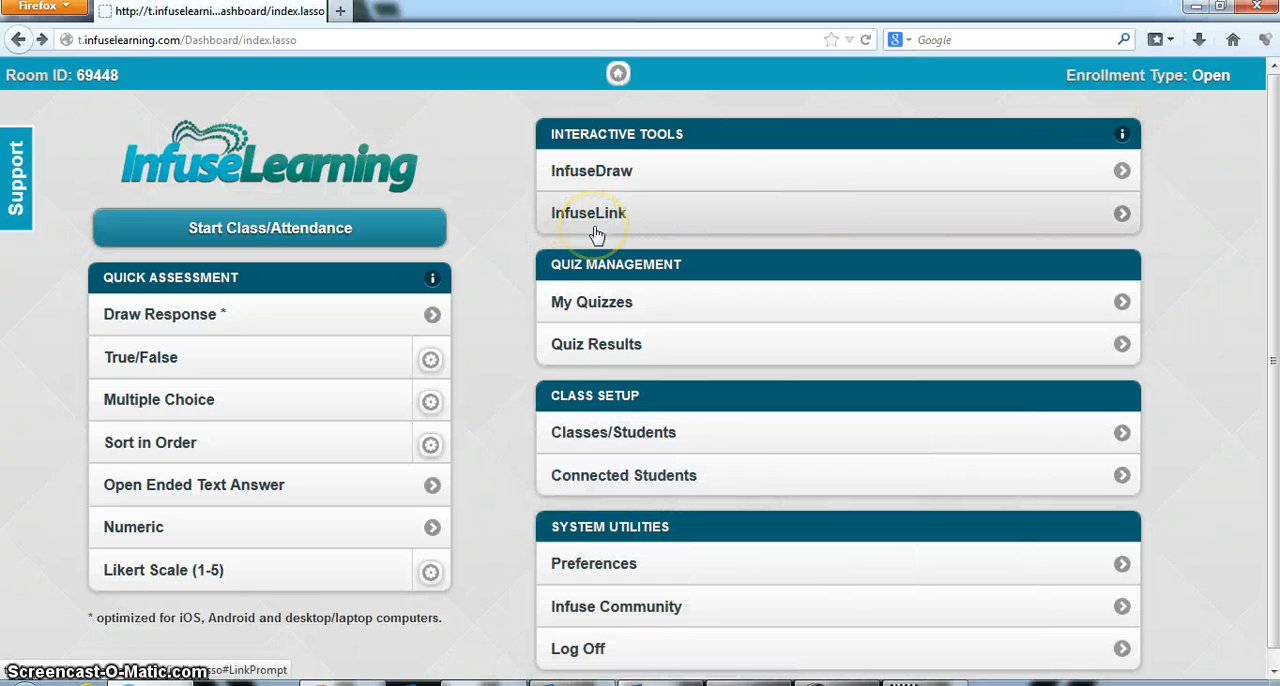 Firefox
http://t.infuselearni...ashboard/index.lasso
t.infuselearning.com/Dashboard/index.lasso
Google
Room ID: 69448
Enrollment Type: Open
Support
InfuseLearning
Start Class/Attendance
QUICK ASSESSMENT
Draw Response *
True/False
Multiple Choice
Sort in Order
Open Ended Text Answer
Numeric
Likert Scale (1-5)
* optimized for iOS, Android and desktop/laptop computers.
INTERACTIVE TOOLS
InfuseDraw
InfuseLink
QUIZ MANAGEMENT
My Quizzes
Quiz Results
CLASS SETUP
Classes/Students
Connected Students
SYSTEM UTILITIES
Preferences
Infuse Community
Log Off
Screencast-O-Matic.com